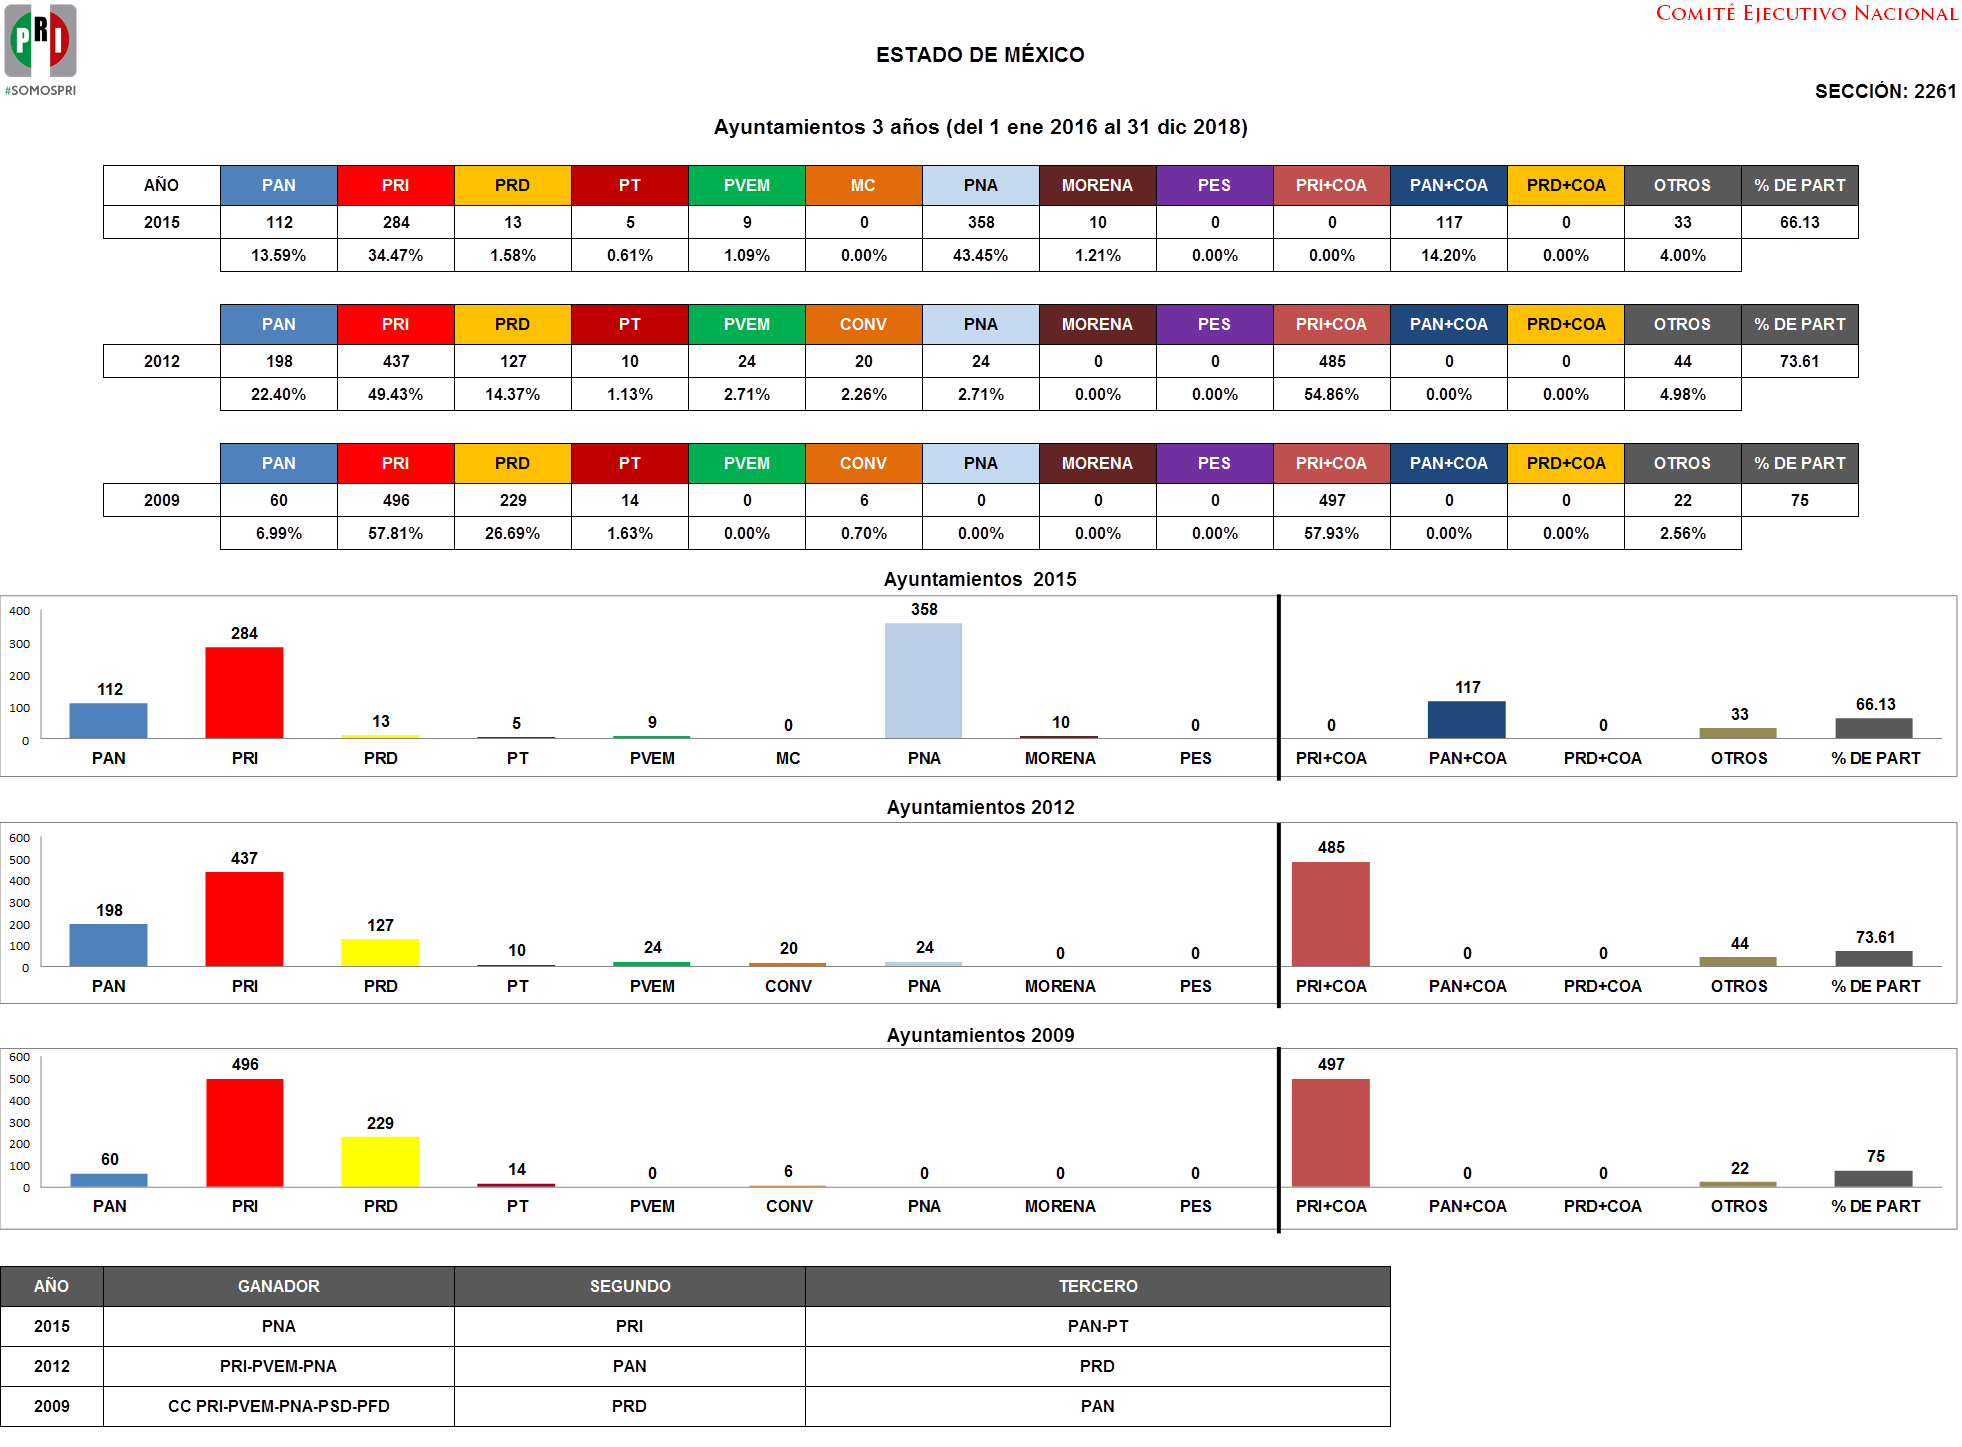 PRI
#SOMOSPRI
COMITÉ EJECUTIVO NACIONAL
ESTADO DE MÉXICO
SECCIÓN: 2261
Ayuntamientos 3 años (del 1 ene 2016 al 31 dic 2018)
AÑO PAN PRI PRD PT PVEM MC PNA MORENA PES PRI+COA PAN+COA PRD+COA OTROS % DE PART
2015 112 284 13 5 9 0 358 10 0 0 117 0 33 66.13
13.59% 34.47% 1.58% 0.61% 1.09% 0.00% 43.45% 1.21% 0.00% 0.00% 14.20% 0.00% 4.00%
PAN PRI PRD PT PVEM CONV PNA MORENA PES PRI+COA PAN+COA PRD+COA OTROS % DE PART
2012 198 437 127 10 24 20 24 0 0 485 0 0 44 73.61
22.40% 49.43% 14.37% 1.13% 2.71% 2.26% 2.71% 0.00% 0.00% 54.86% 0.00% 0.00% 4.98%
PAN PRI PRD PT PVEM CONV PNA MORENA PES PRI+COA PAN+COA PRD+COA OTROS % DE PART
2009 60 496 229 14 0 6 0 0 0 497 0 0 22 75
6.99% 57.81% 26.69% 1.63% 0.00% 0.70% 0.00% 0.00% 0.00% 57.93% 0.00% 0.00% 2.56%
Ayuntamientos 2015
400
300
200
100
0
112 284 13 5 9 0 358 10 0 0 117 0 33 66.13
PAN PRI PRD PT PVEM MC PNA MORENA PES PRI+COA PAN+COA PRD+COA OTROS % DE PART
Ayuntamientos 2012
600
500
400
300
200
100
0
198 437 127 10 24 20 24 0 0 485 0 0 44 73.61
PAN PRI PRD PT PVEM CONV PNA MORENA PES PRI+COA PAN+COA PRD+COA OTROS % DE PART
Ayuntamientos 2009
600
500
400
300
200
100
0
60 496 229 14 0 6 0 0 0 497 0 0 22 75
PAN PRI PRD PT PVEM CONV PNA MORENA PES PRI+COA PAN+COA PRD+COA OTROS % DE PART
AÑO GANADOR SEGUNDO TERCERO
2015 PNA PRI PAN-PT
2012 PRI-PVEM-PNA PAN PRD
2009 CC PRI-PVEM-PNA-PSD-PFD PRD PAN